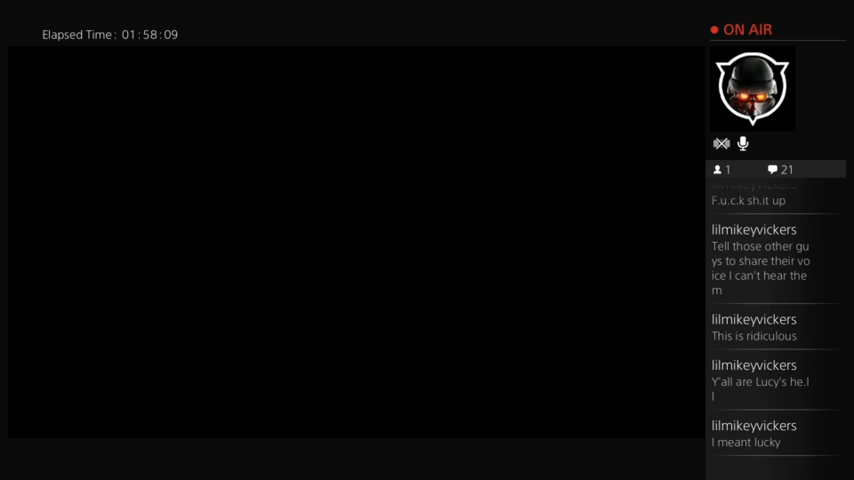 Elapsed Time: 01:58:09
ON AIR
1
21
lilmikeyvickers
F.u.c.k sh.it up
lilmikeyvickers
Tell those other gu
ys to share their vo
ice I can't hear the
m
lilmikeyvickers
This is ridiculous
lilmikeyvickers
Y'all are Lucy's he.l
l
lilmikeyvickers
I meant lucky